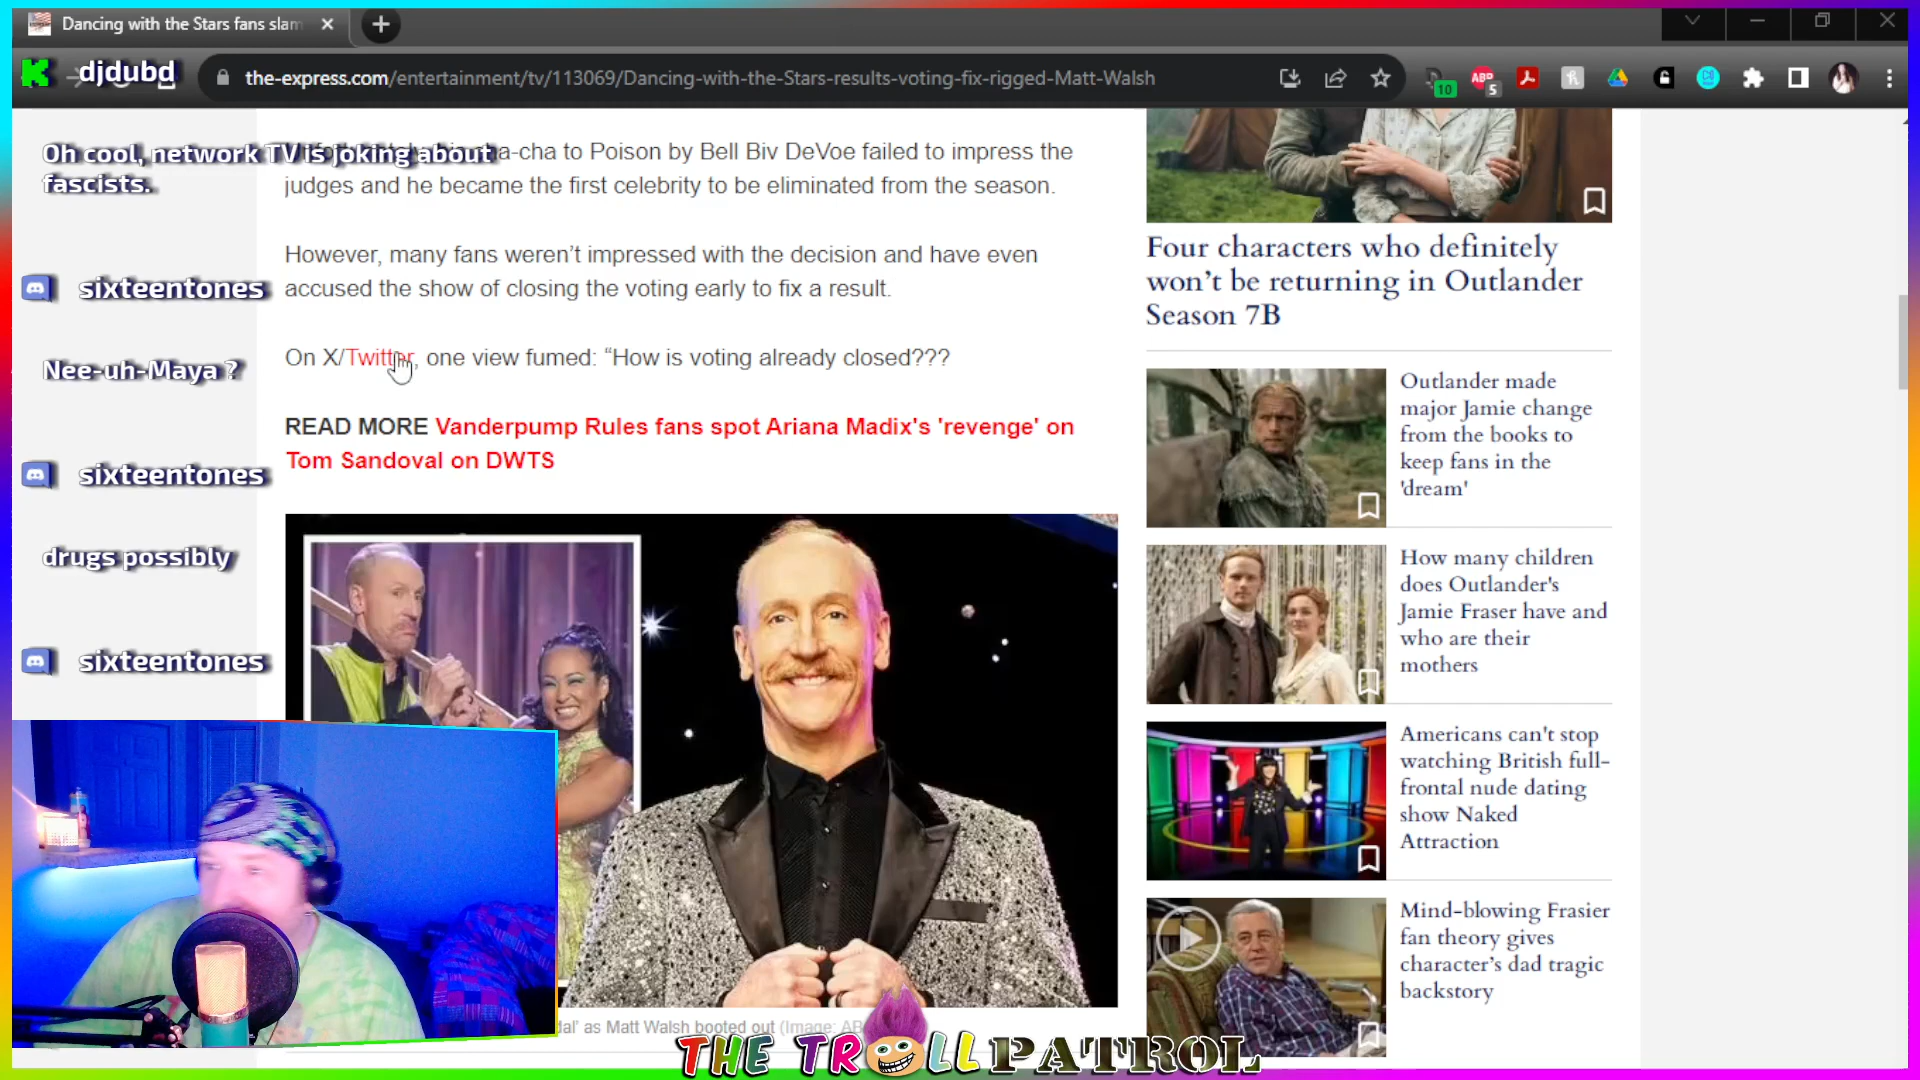 Dancing with the Stars fans slam
djdubd
the-express.com/entertainment/tv/113069/Dancing-with-the-Stars-results-voting-fix-rigged-Matt-Walsh
ABP
5
10
Oh cool, network TV is joking about
fascists.
sixteentones
Nee-uh-Maya ?
sixteentones
drugs possibly
sixteentones
-cha to Poison by Bell Biv DeVoe failed to impress the
judges and he became the first celebrity to be eliminated from the season.
However, many fans weren’t impressed with the decision and have even
accused the show of closing the voting early to fix a result.
On X/Twitter, one view fumed: “How is voting already closed???
READ MORE Vanderpump Rules fans spot Ariana Madix's 'revenge' on
Tom Sandoval on DWTS
as Matt Walsh booted out (Image: AB
THE TROLL PATROL
Four characters who definitely
won’t be returning in Outlander
Season 7B
Outlander made
major Jamie change
from the books to
keep fans in the
'dream'
How many children
does Outlander's
Jamie Fraser have and
who are their
mothers
Americans can't stop
watching British full-
frontal nude dating
show Naked
Attraction
Mind-blowing Frasier
fan theory gives
character’s dad tragic
backstory